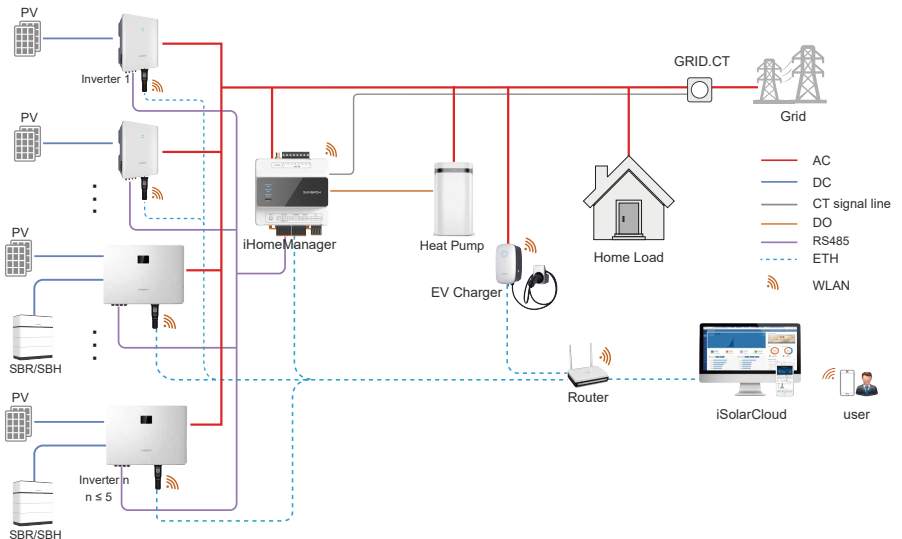 PV
Inverter 1
GRID.CT
Grid
PV
AC
DC
CT signal line
DO
RS485
ETH
WLAN
iHomeManager
Heat Pump
Home Load
EV Charger
PV
SBR/SBH
Router
iSolarCloud
user
PV
Inverter n
n ≤ 5
SBR/SBH